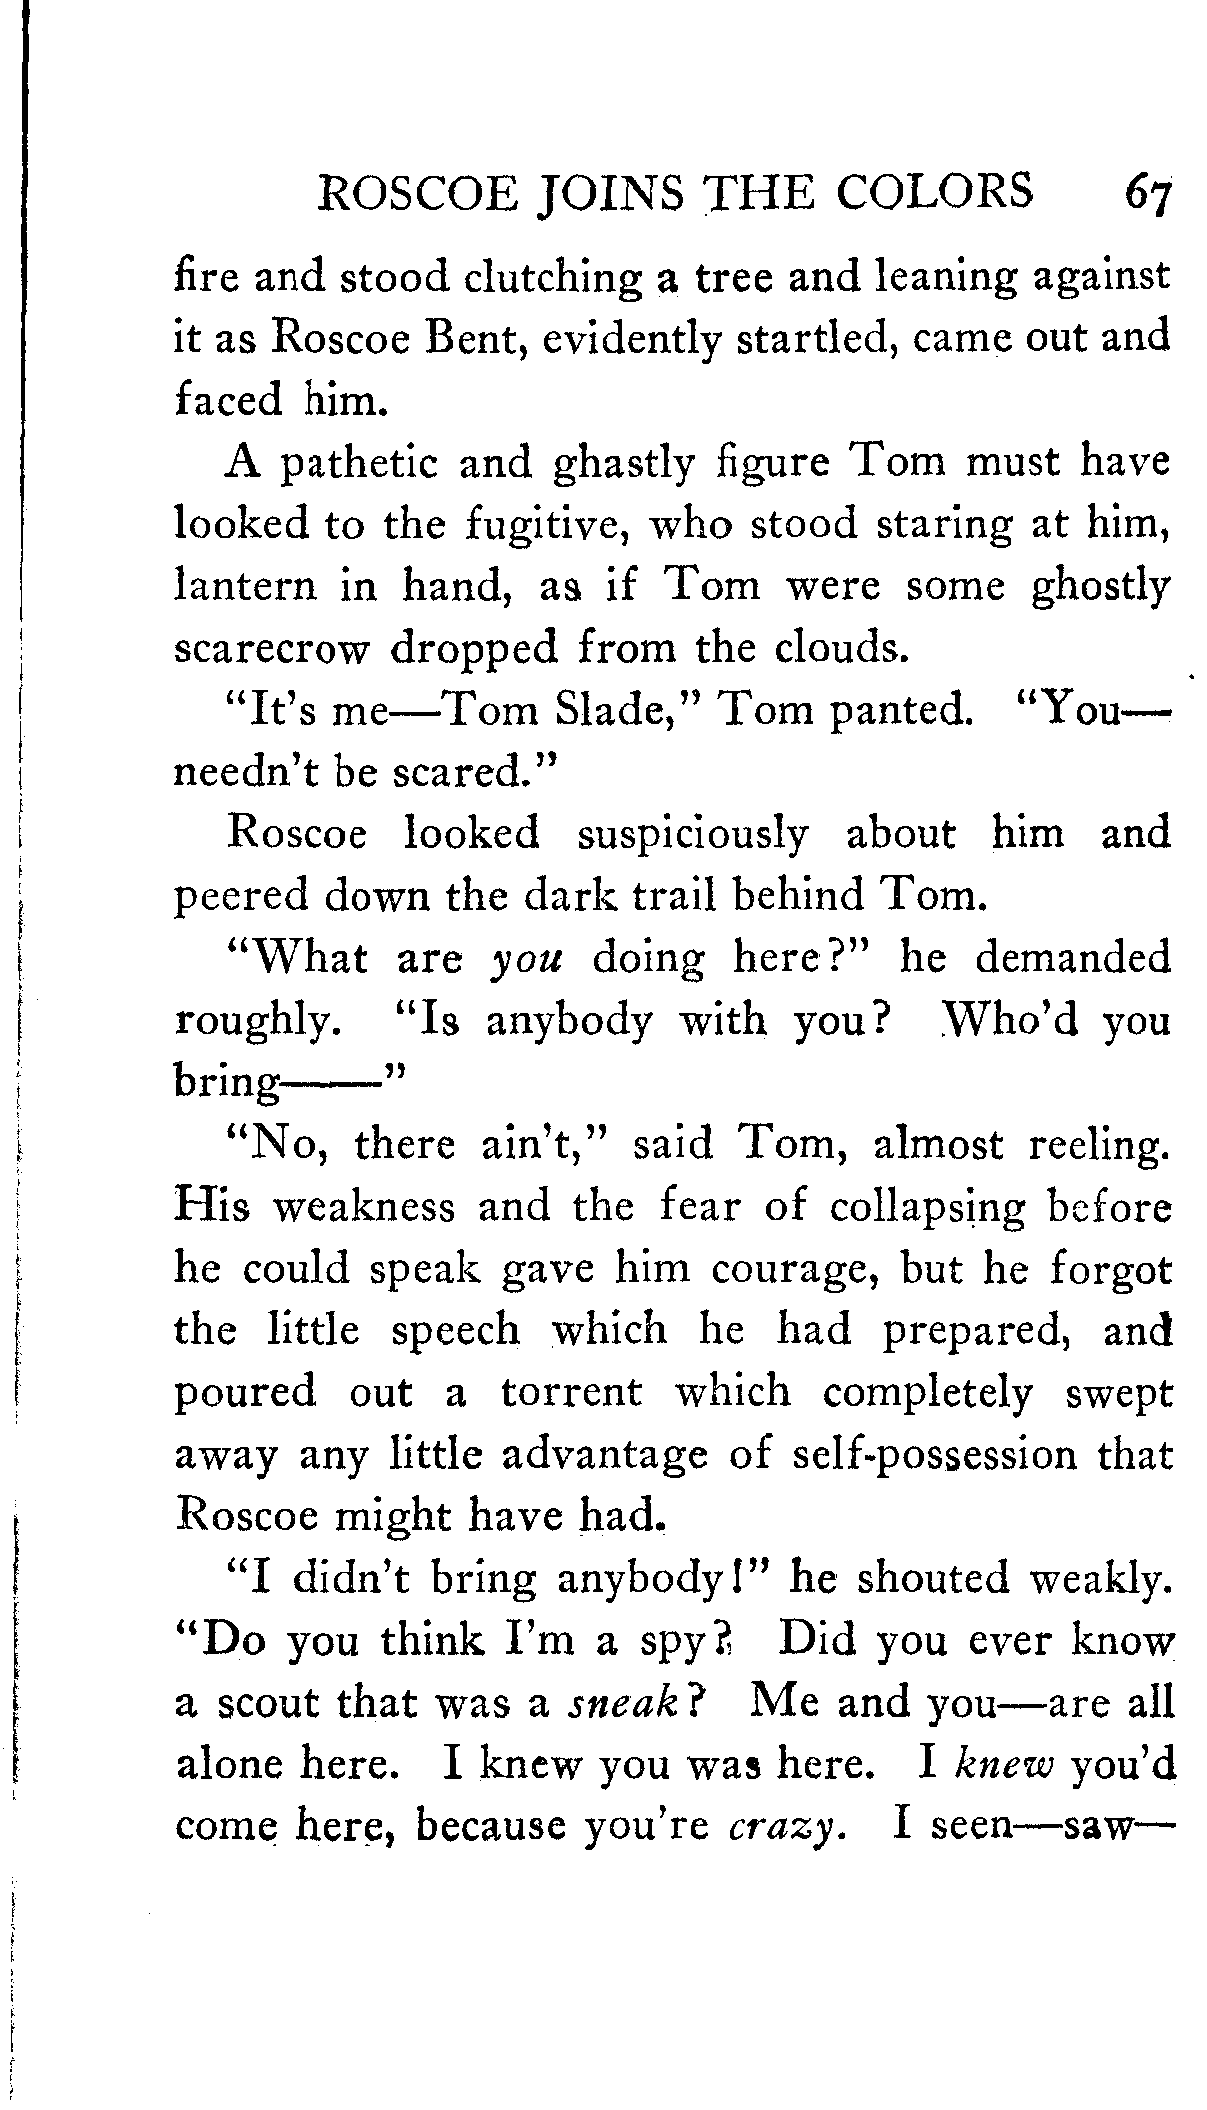 ROSCOE JOINS THE COLORS 67
fire and stood clutching a tree and leaning against
it as Roscoe Bent, evidently startled, came out and
faced him.
A pathetic and ghastly figure Tom must have
looked to the fugitive, who stood staring at him,
lantern in hand, as if Tom were some ghostly
scarecrow dropped from the clouds.
"It's me—Tom Slade," Tom panted. "You—
needn't be scared."
Roscoe looked suspiciously about him and
peered down the dark trail behind Tom.
"What are you doing here?" he demanded
roughly. "Is anybody with you? Who'd you
bring——"
"No, there ain't," said Tom, almost reeling.
His weakness and the fear of collapsing before
he could speak gave him courage, but he forgot
the little speech which he had prepared, and
poured out a torrent which completely swept
away any little advantage of self-possession that
Roscoe might have had.
"I didn't bring anybody!" he shouted weakly.
"Do you think I'm a spy? Did you ever know
a scout that was a sneak? Me and you—are all
alone here. I knew you was here. I knew you'd
come here, because you're crazy. I seen—saw—